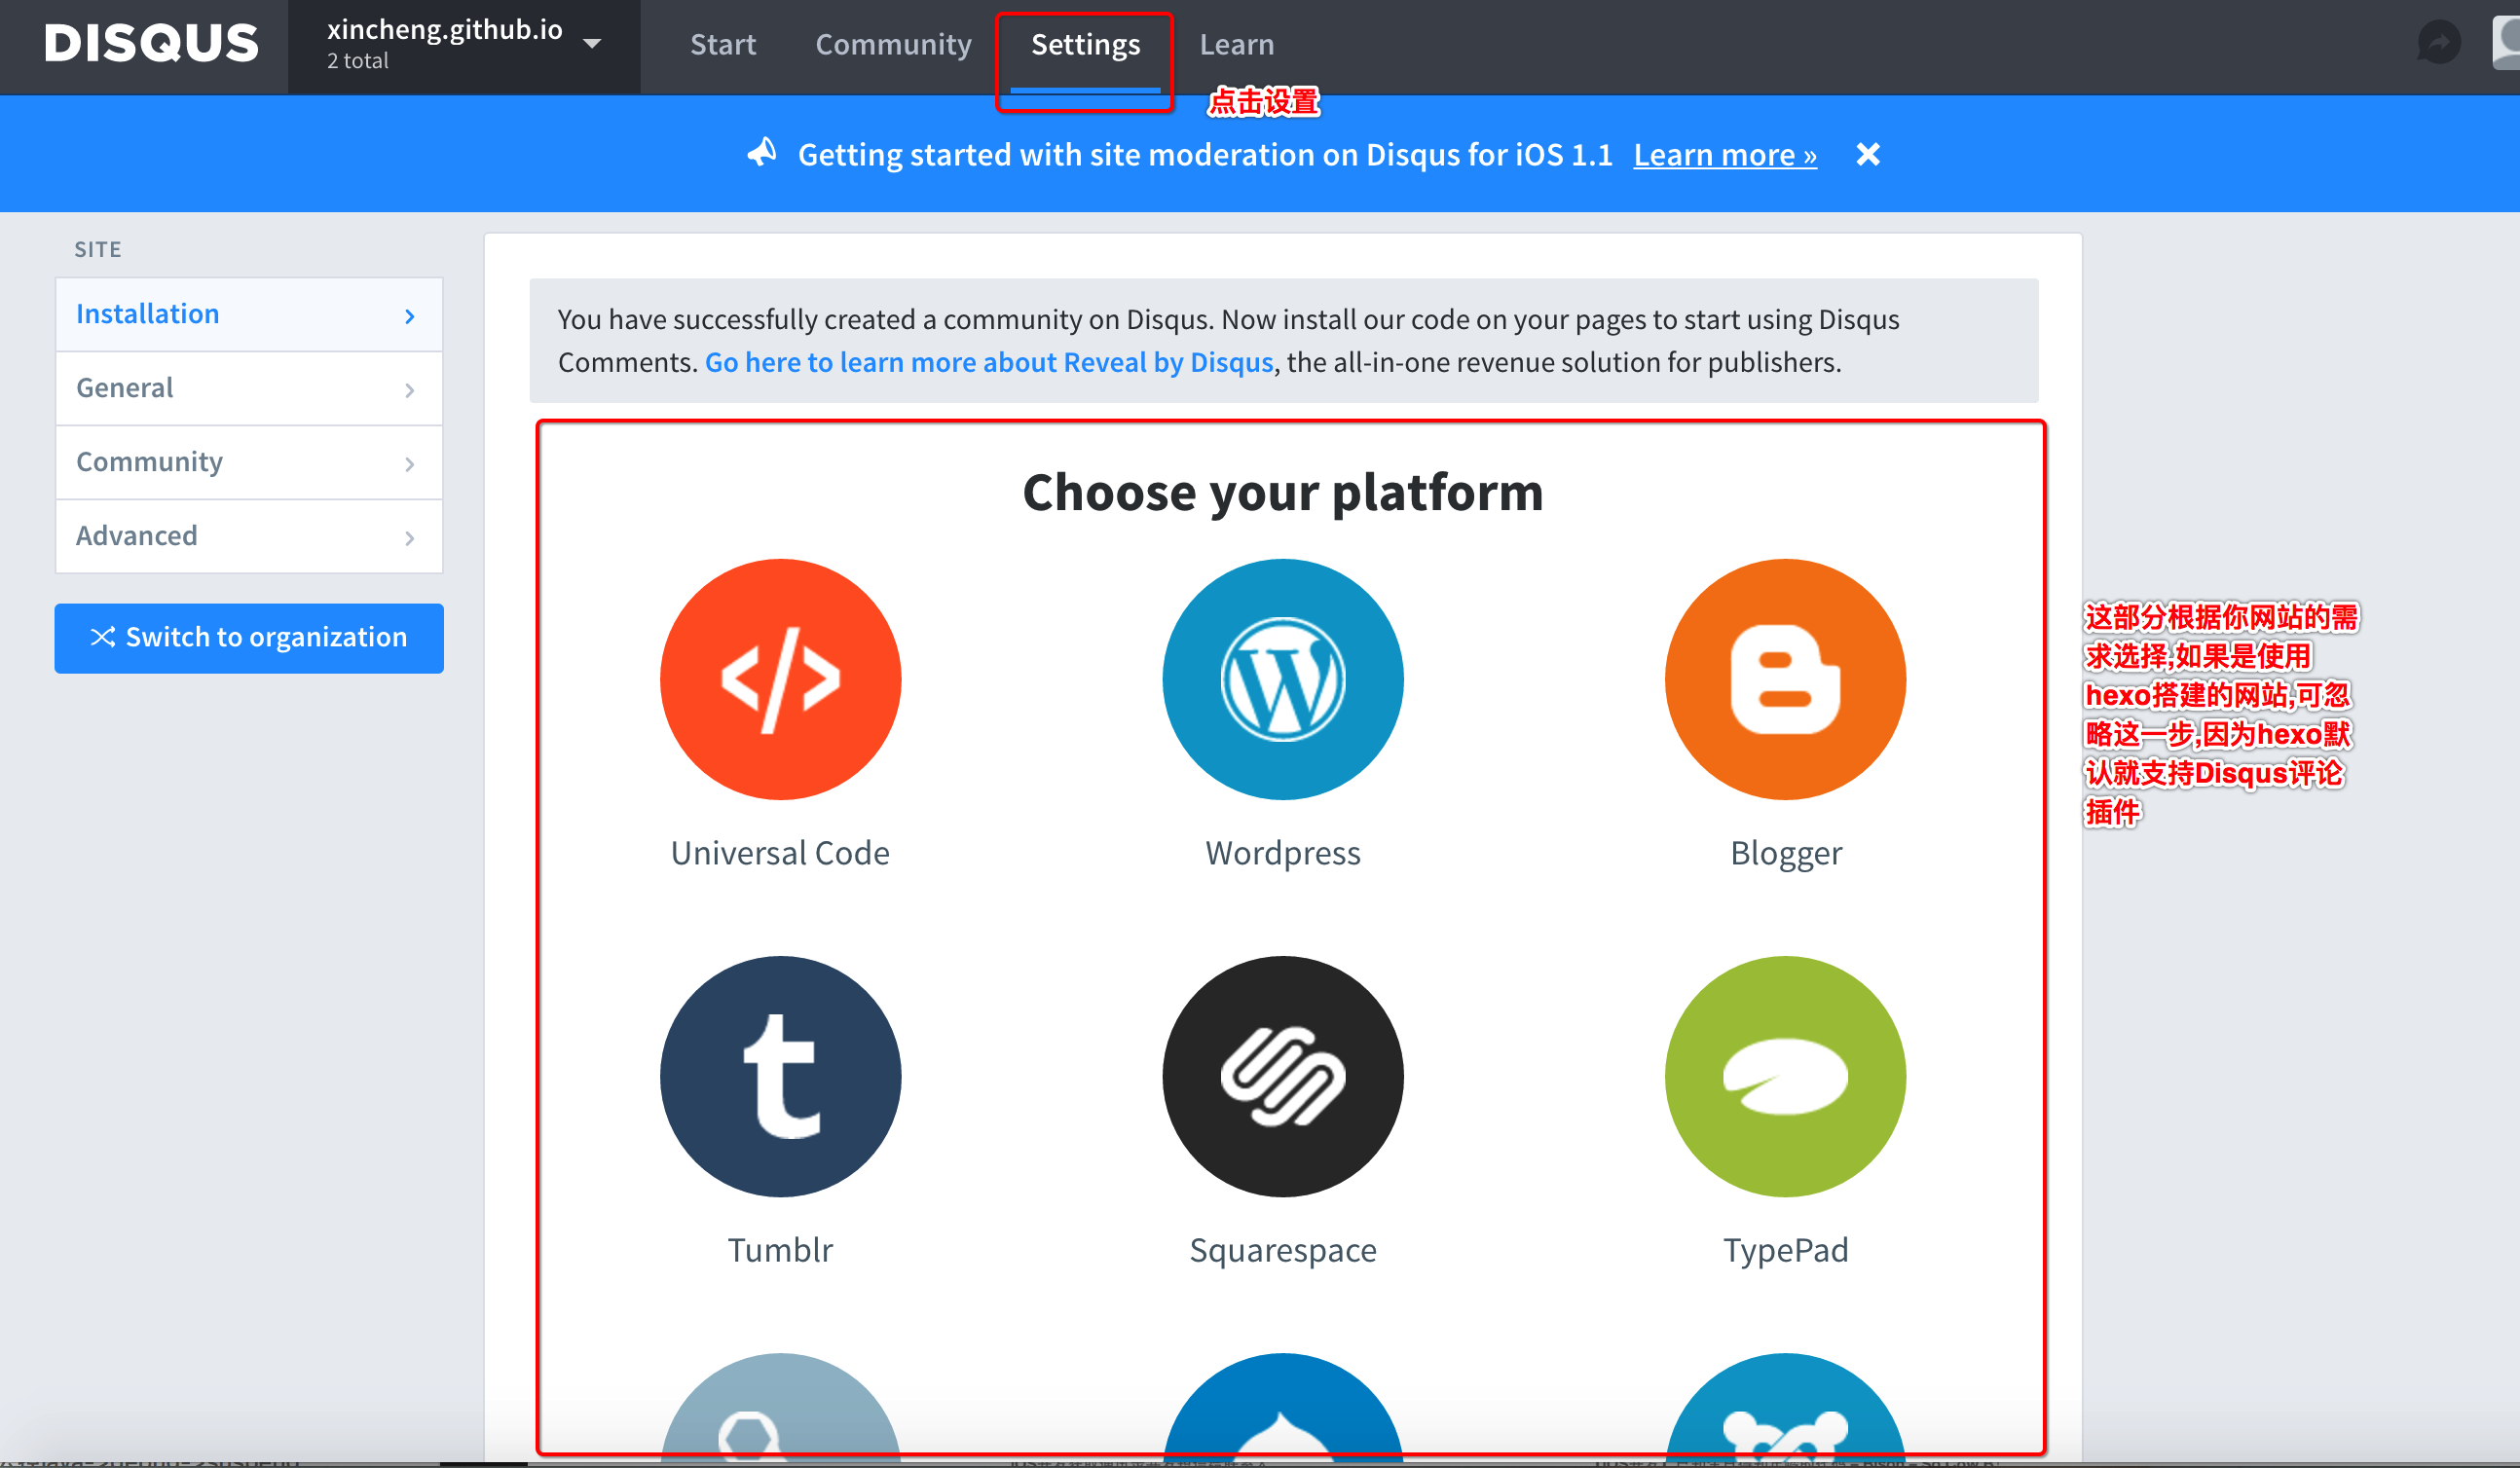 DISQUS
xincheng.github.io
2 total
Start
Community
Settings
Learn
点击设置
Getting started with site moderation on Disqus for iOS 1.1 Learn more »
SITE
Installation
General
Community
Advanced
Switch to organization
You have successfully created a community on Disqus. Now install our code on your pages to start using Disqus
Comments. Go here to learn more about Reveal by Disqus, the all-in-one revenue solution for publishers.
Choose your platform
Universal Code
Wordpress
Blogger
Tumblr
Squarespace
TypePad
这部分根据你网站的需
求选择,如果是使用
hexo搭建的网站,可忽
略这一步,因为hexo默
认就支持Disqus评论
插件